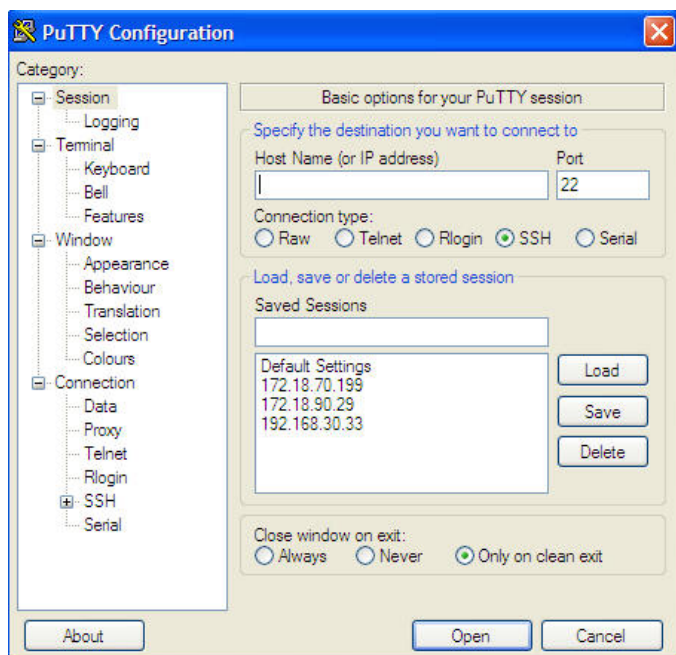 PuTTY Configuration
Category:
Session
Logging
Terminal
Keyboard
Bell
Features
Window
Appearance
Behaviour
Translation
Selection
Colours
Connection
Data
Proxy
Telnet
Rlogin
SSH
Serial
Basic options for your PuTTY session
Specify the destination you want to connect to
Host Name (or IP address) Port
22
Connection type:
Raw Telnet Rlogin SSH Serial
Load, save or delete a stored session
Saved Sessions
Default Settings
172.18.70.199
172.18.90.29
192.168.30.33
Load
Save
Delete
Close window on exit:
Always Never Only on clean exit
About Open Cancel